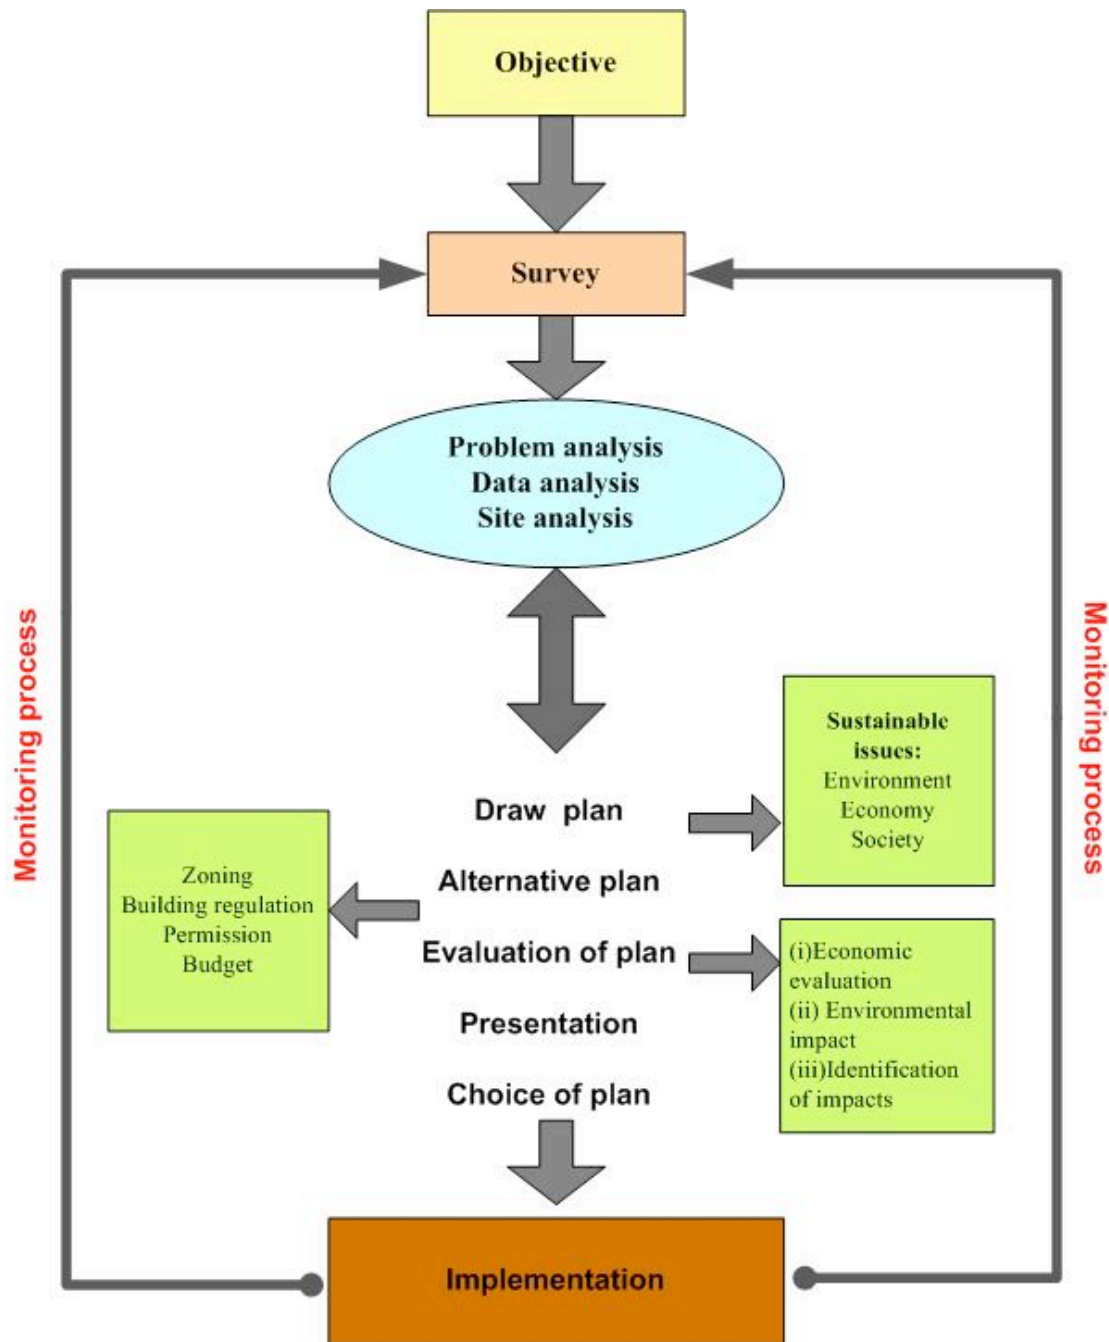 Objective
Survey
Problem analysis
Data analysis
Site analysis
Monitoring process
Monitoring process
Sustainable
issues:
Environment
Economy
Society
Draw plan
Alternative plan
Zoning
Building regulation
Permission
Budget
Evaluation of plan
(i)Economic
evaluation
(ii) Environmental
impact
(iii)Identification
of impacts
Presentation
Choice of plan
Implementation